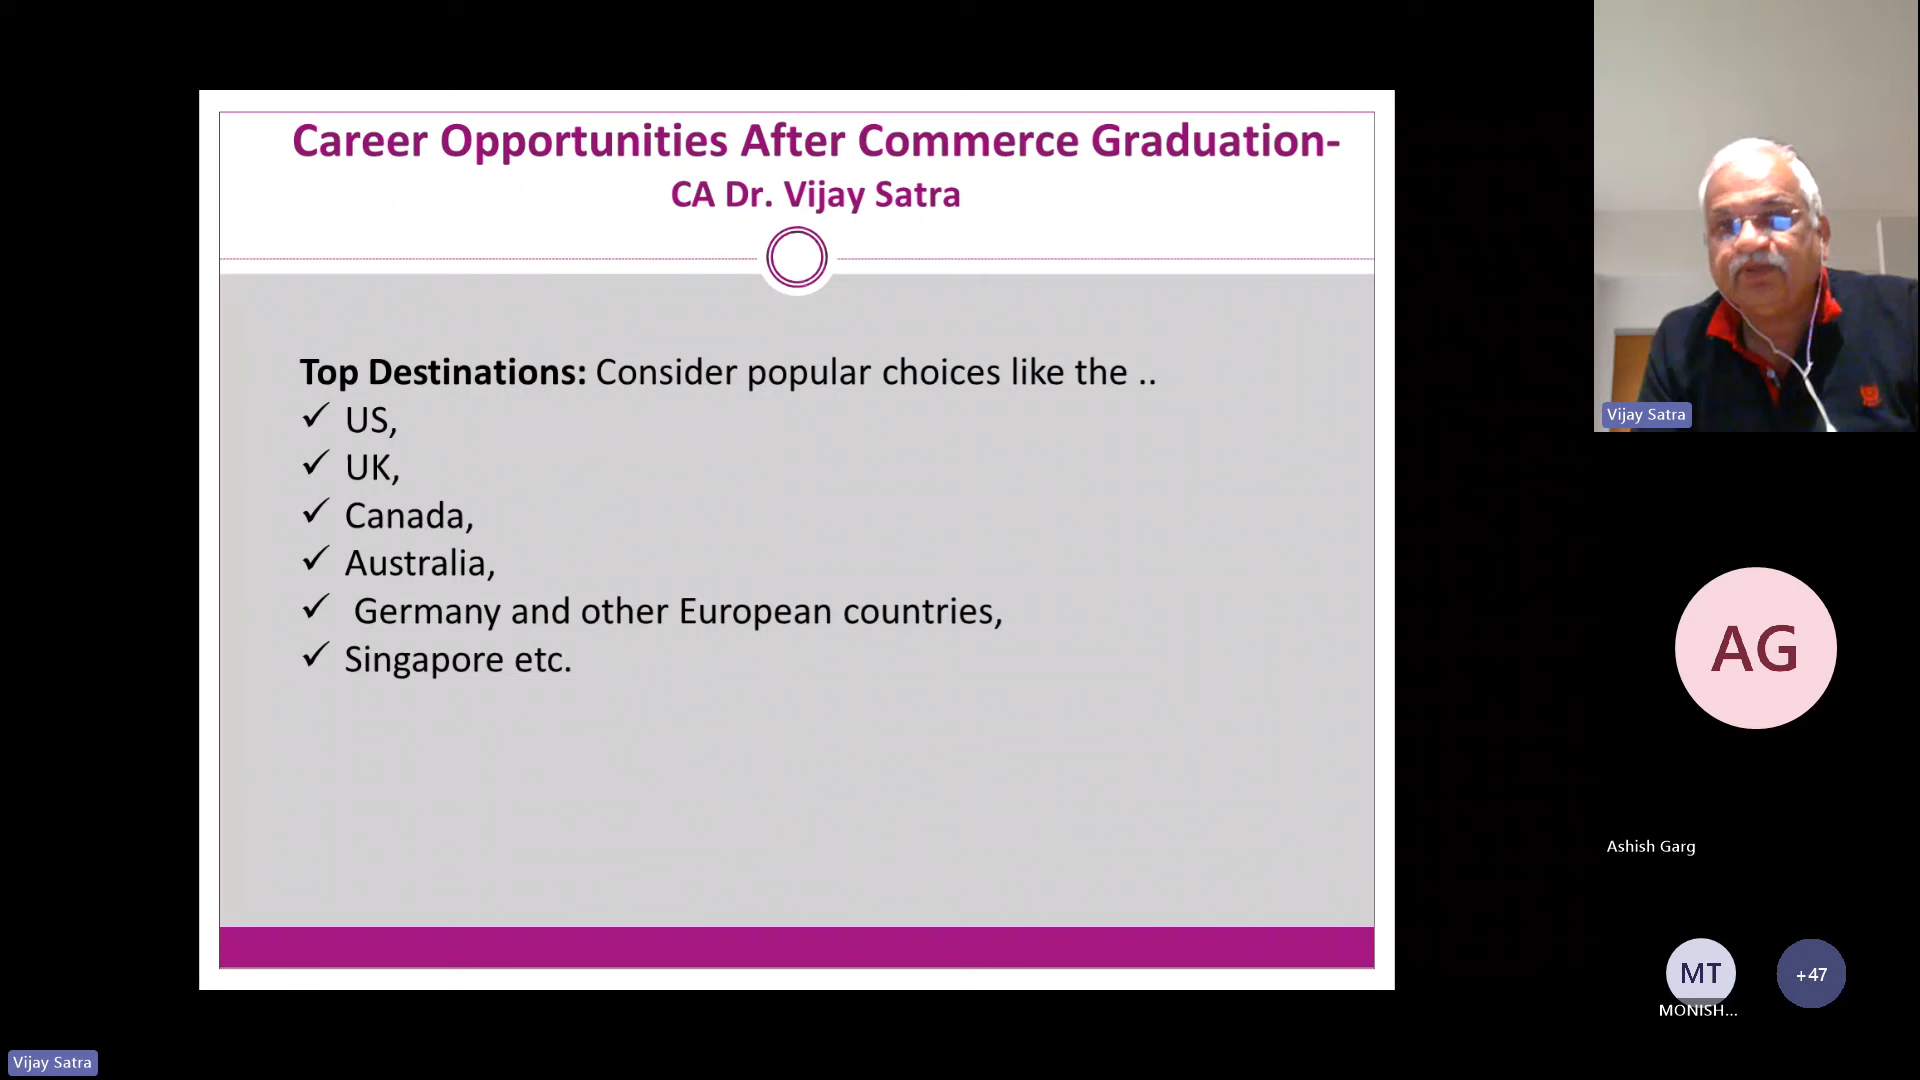 Career Opportunities After Commerce Graduation-
CA Dr. Vijay Satra
Top Destinations: Consider popular choices like the ..
✓ US,
✓ UK,
✓ Canada,
✓ Australia,
✓ Germany and other European countries,
✓ Singapore etc.
Vijay Satra
AG
Ashish Garg
MT
+47
MONISH...
Vijay Satra